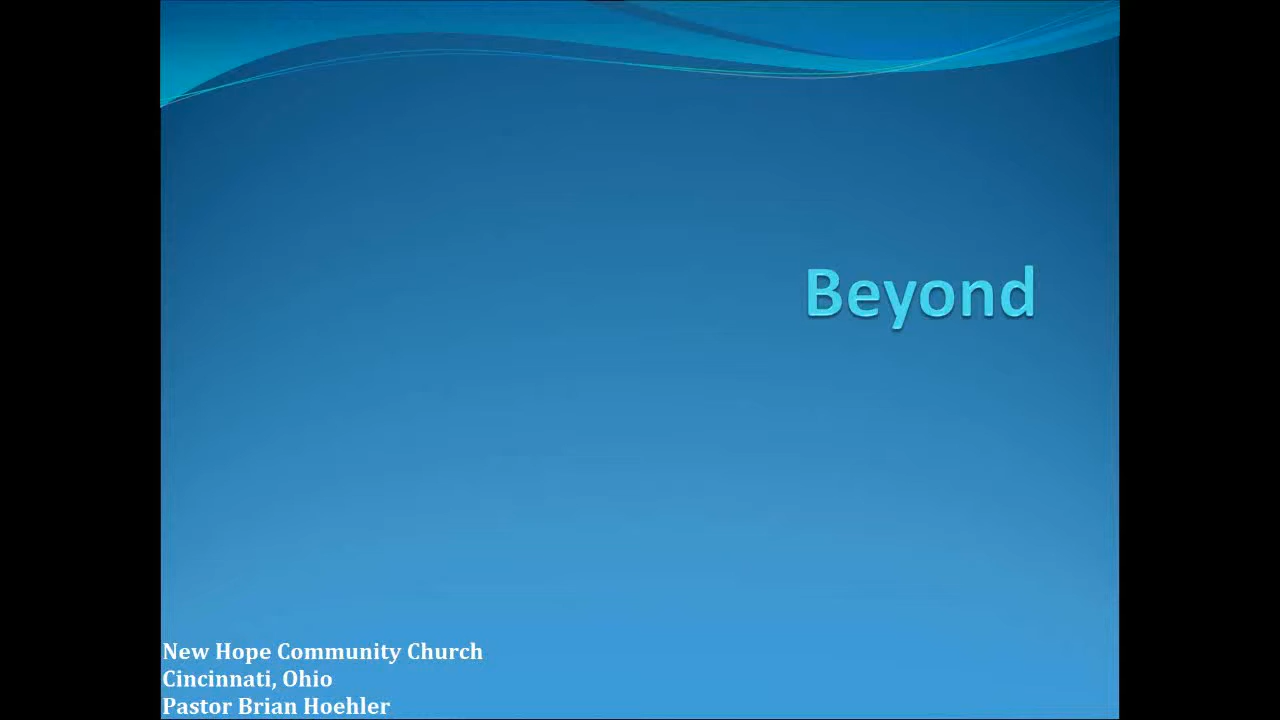 Beyond
New Hope Community Church
Cincinnati, Ohio
Pastor Brian Hoehler